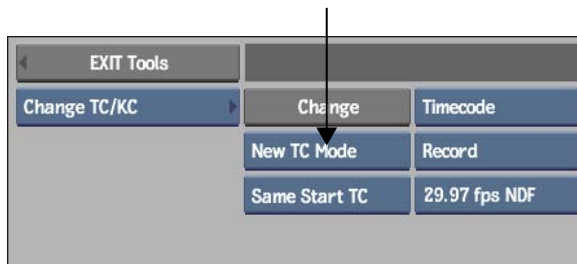 EXIT Tools
Change TC/KC Change Timecode
New TC Mode Record
Same Start TC 29.97 fps NDF